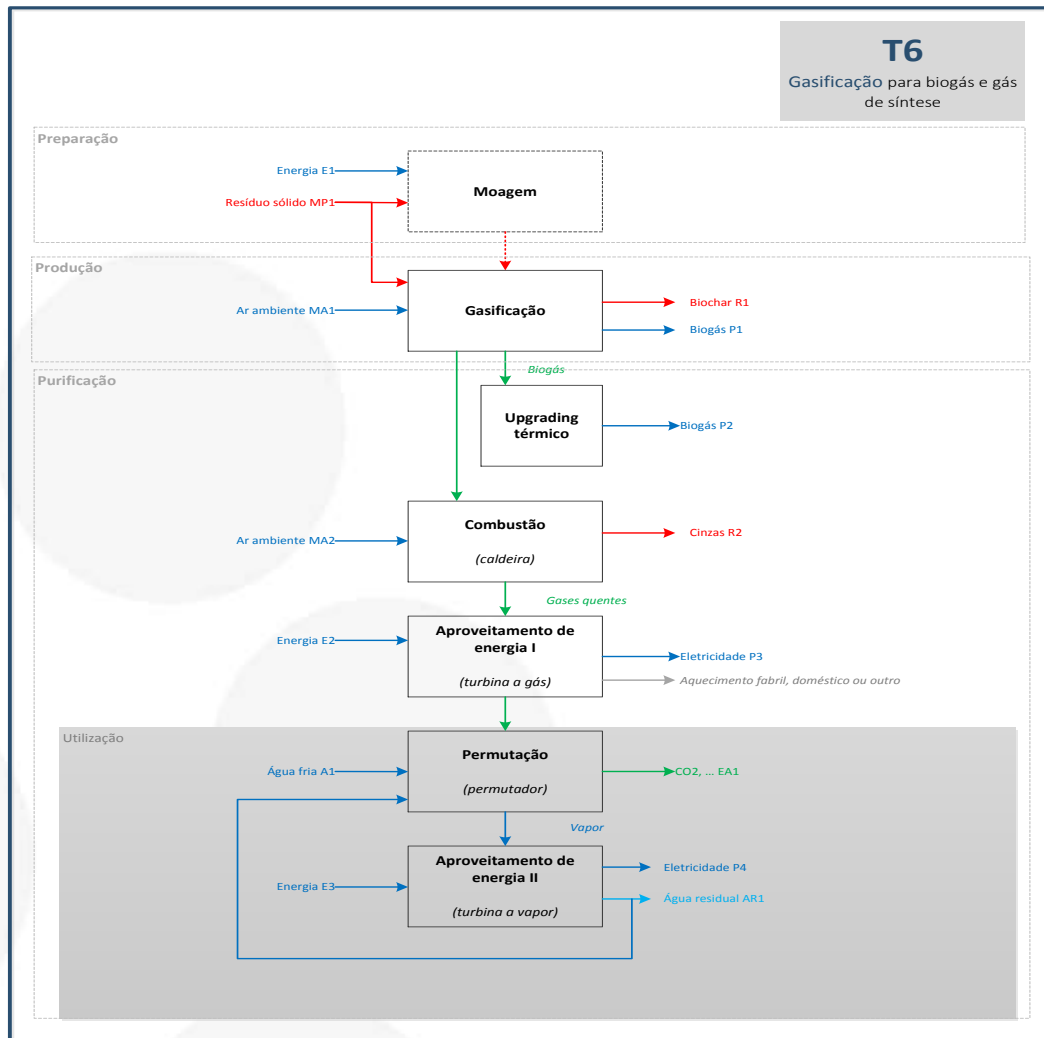 T6
Gasificação para biogás e gás
de síntese
Preparação
Energia E1
Moagem
Resíduo sólido MP1
Produção
Gasificação
Ar ambiente MA1
Biochar R1
Biogás P1
Purificação
Biogás
Upgrading
térmico
Biogás P2
Combustão
(caldeira)
Ar ambiente MA2
Cinzas R2
Gases quentes
Energia E2
Aproveitamento de
energia I
(turbina a gás)
Eletricidade P3
Aquecimento fabril, doméstico ou outro
Utilização
Permutação
(permutador)
Água fria A1
CO2, ... EA1
Vapor
Aproveitamento de
energia II
(turbina a vapor)
Energia E3
Eletricidade P4
Água residual AR1